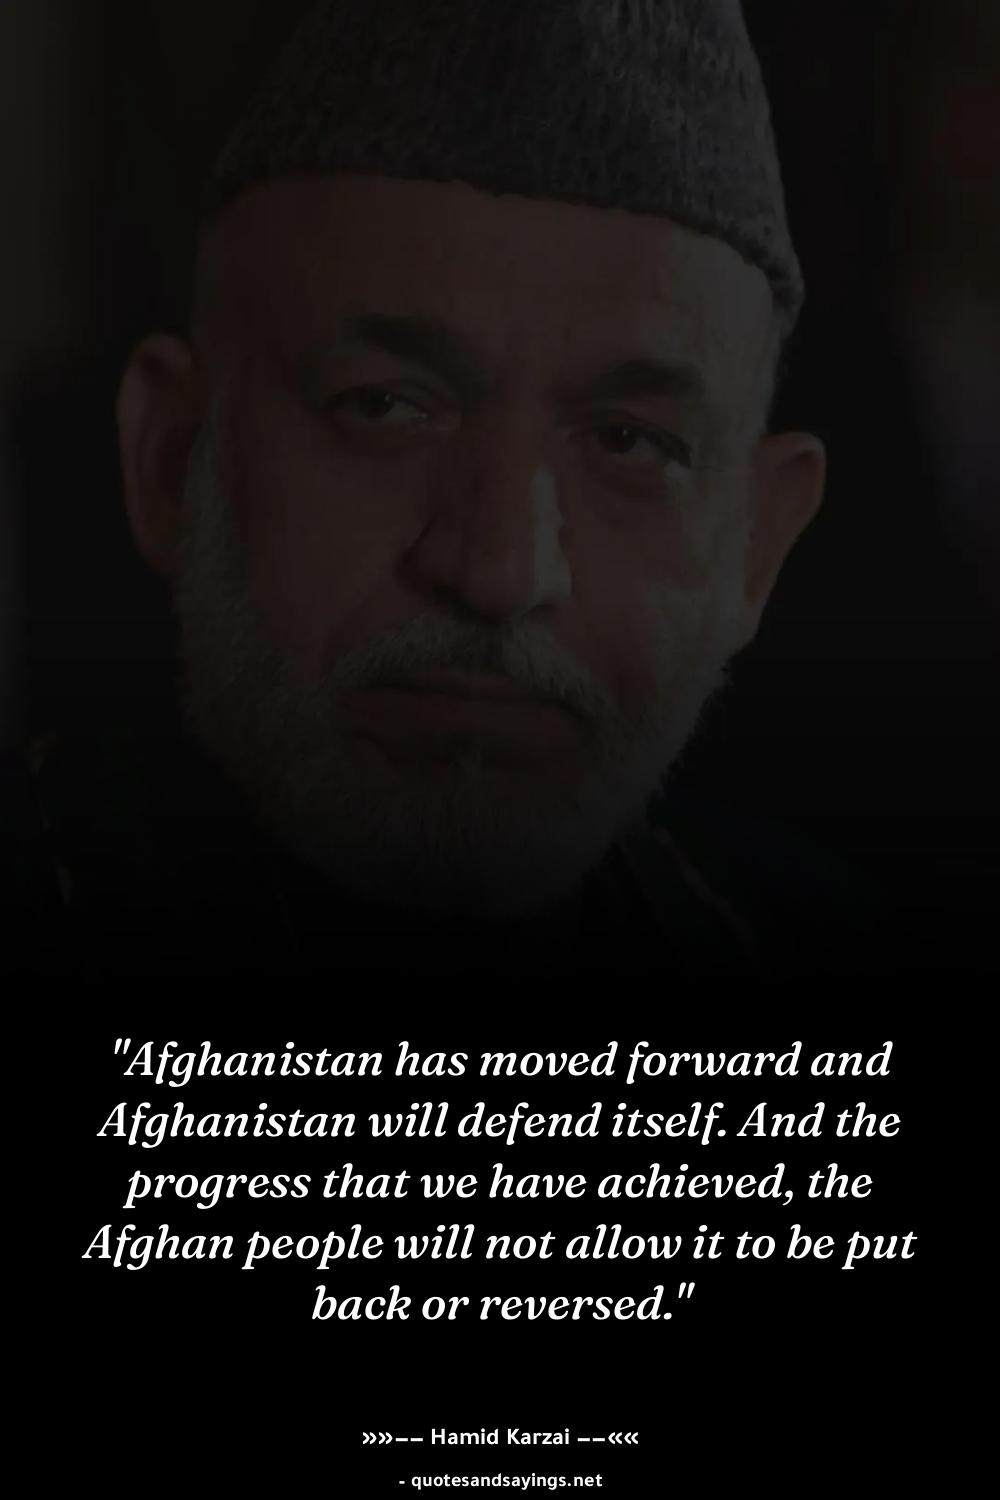 "Afghanistan has moved forward and
Afghanistan will defend itself. And the
progress that we have achieved, the
Afghan people will not allow it to be put
back or reversed."
»»−− Hamid Karzai −−««
- quotesandsayings.net